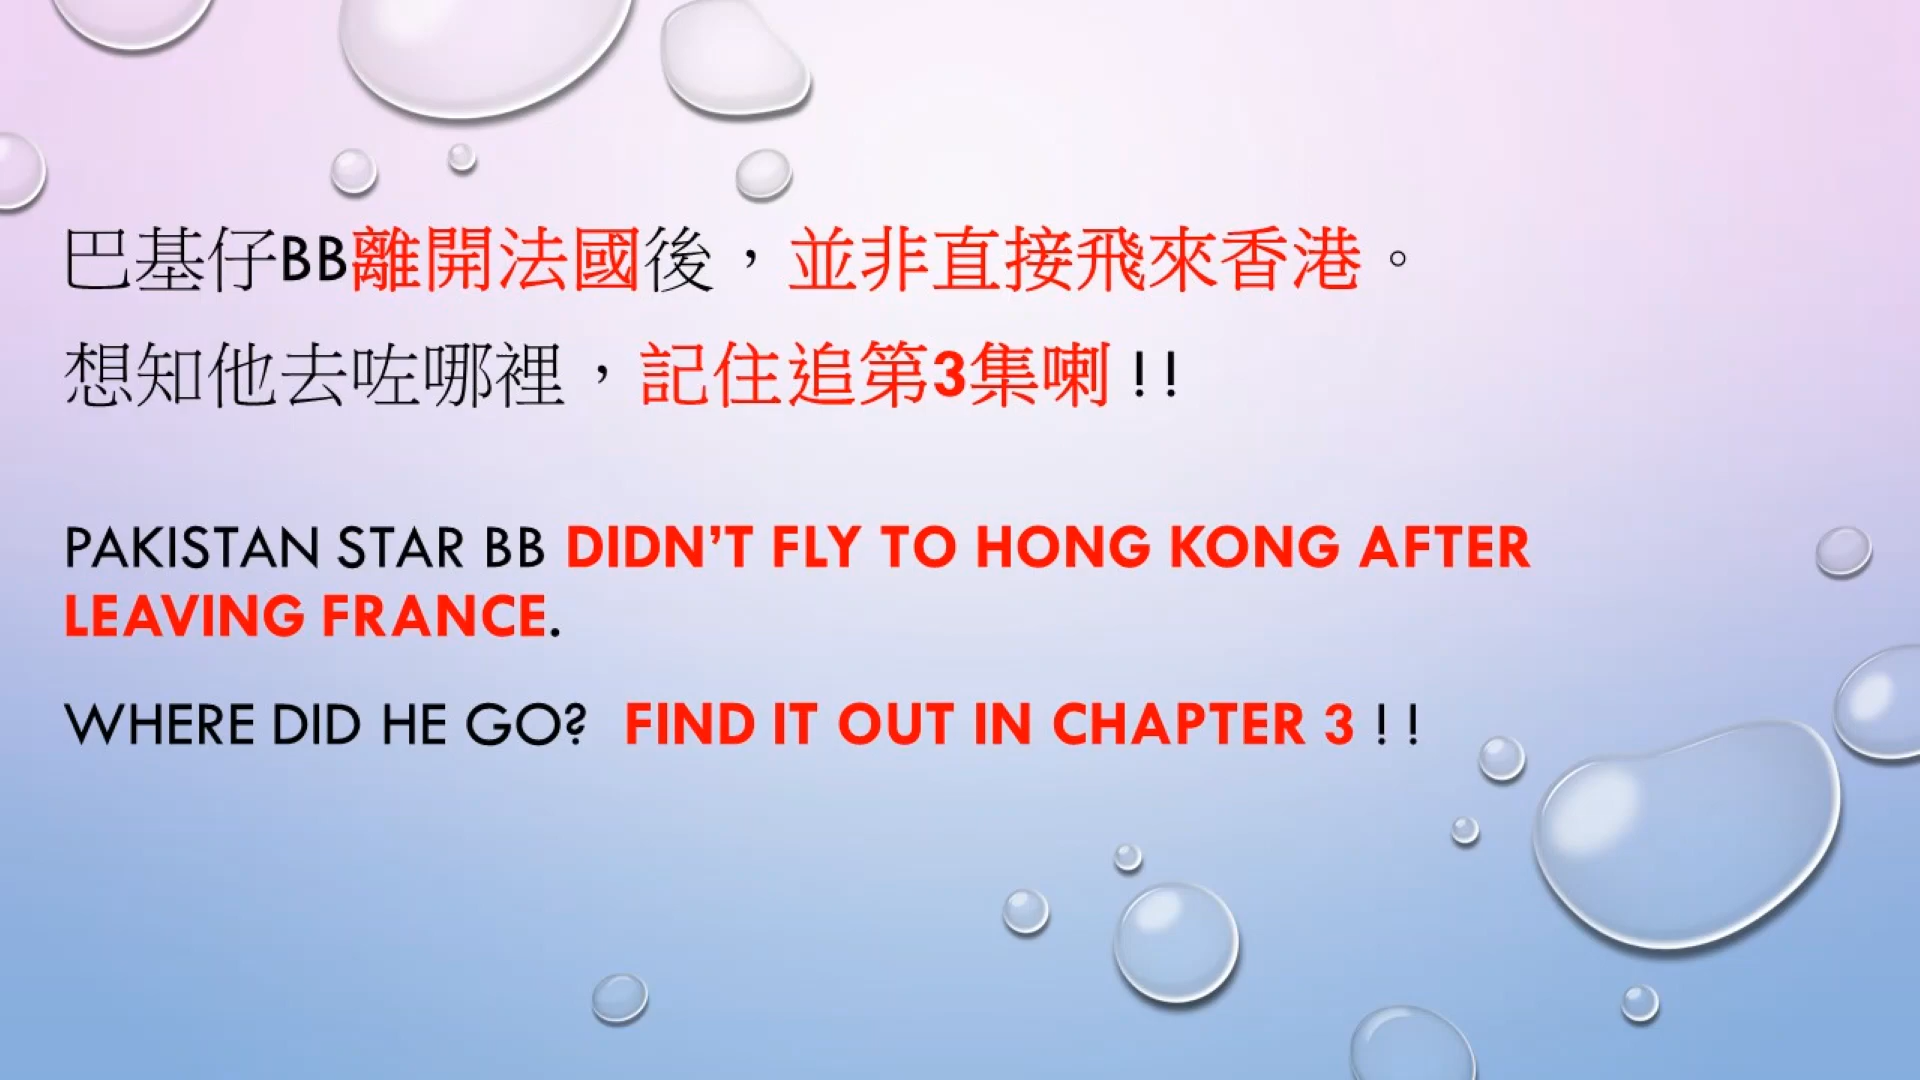 巴基仔BB離開法國後，並非直接飛來香港。
想知他去咗哪裡，記住追第3集喇！！
PAKISTAN STAR BB DIDN’T FLY TO HONG KONG AFTER
LEAVING FRANCE.
WHERE DID HE GO? FIND IT OUT IN CHAPTER 3 ! !